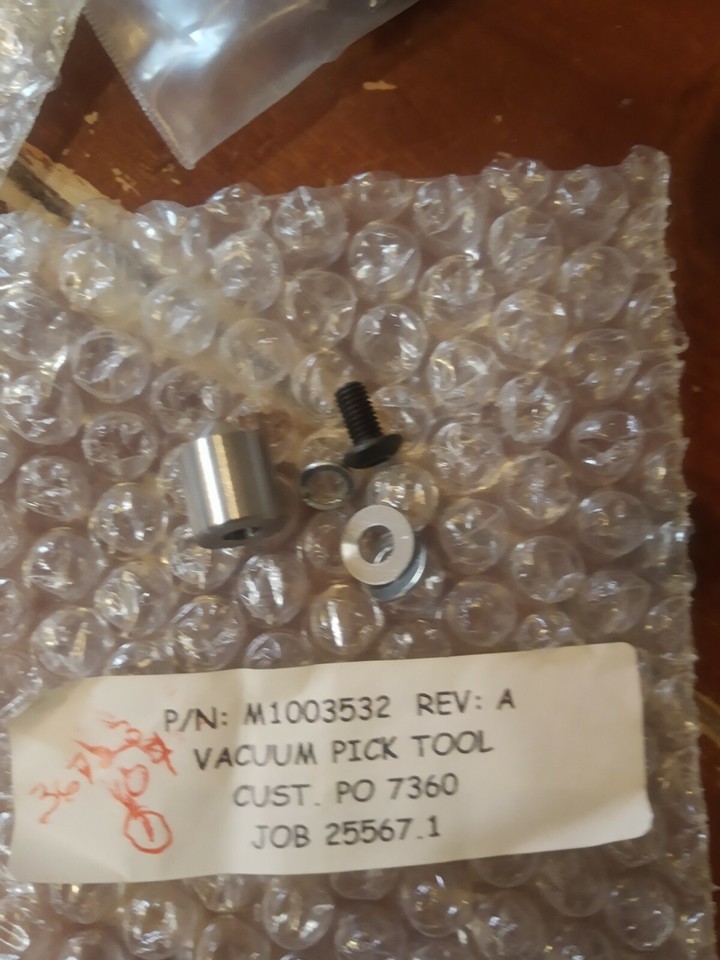 P/N: M1003532 REV: A
VACUUM PICK TOOL
CUST. PO 7360
JOB 25567.1